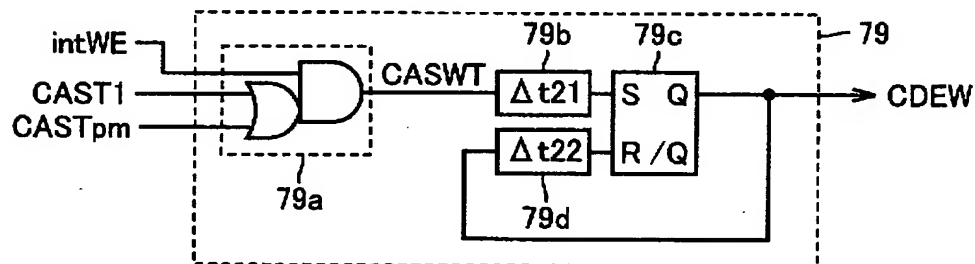 79
79b
79c
intWE
CASWT
CAST1
Δt21
S Q
CDEW
CASTpm
Δt22
R /Q
79a
79d